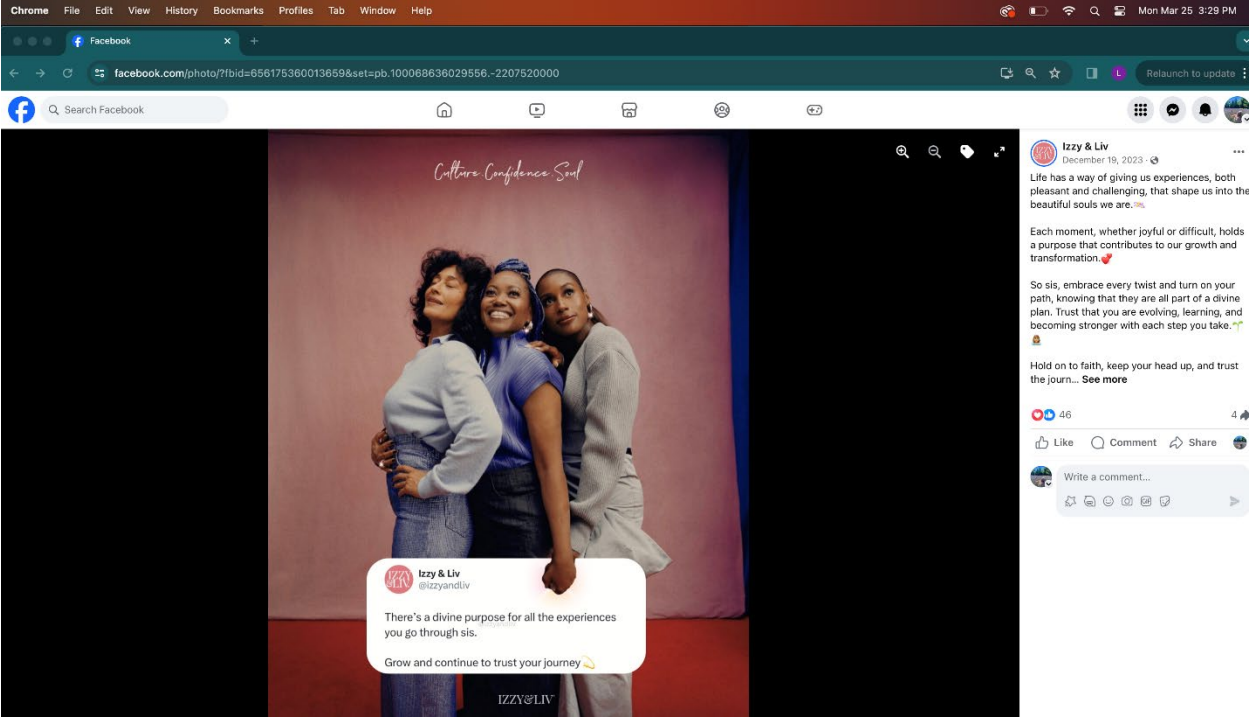 Chrome File Edit View History Bookmarks Profiles Tab Window Help
Mon Mar 25 3:29 PM
Facebook
facebook.com/photo/?fbid=656175360013659&set=pb.100068636029556.-2207520000
L
Relaunch to update
Search Facebook
Culture.Confidence.Soul
Izzy & Liv
@izzyandliv
There's a divine purpose for all the experiences
you go through sis.
Grow and continue to trust your journey
IZZY&LIV
IZZY
&LIV
Izzy & Liv
December 19, 2023 ·
Life has a way of giving us experiences, both
pleasant and challenging, that shape us into the
beautiful souls we are.
Each moment, whether joyful or difficult, holds
a purpose that contributes to our growth and
transformation.💕
So sis, embrace every twist and turn on your
path, knowing that they are all part of a divine
plan. Trust that you are evolving, learning, and
becoming stronger with each step you take.🌱
Hold on to faith, keep your head up, and trust
the journ... See more
46
4
Like Comment Share
Write a comment...